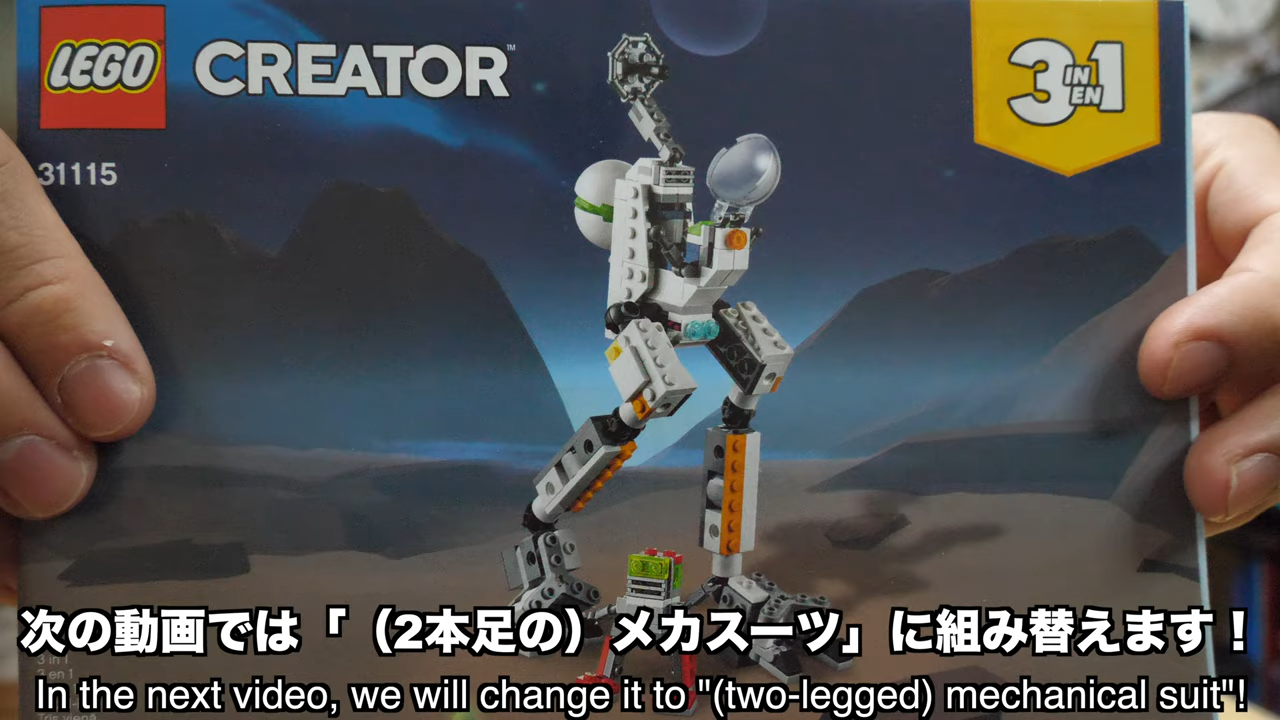 LEGO
CREATOR™
3 IN 1
EN
31115
次の動画では「（2本足の）メカスーツ」に組み替えます！
3 in 1
In the next video, we will change it to "(two-legged) mechanical suit"!